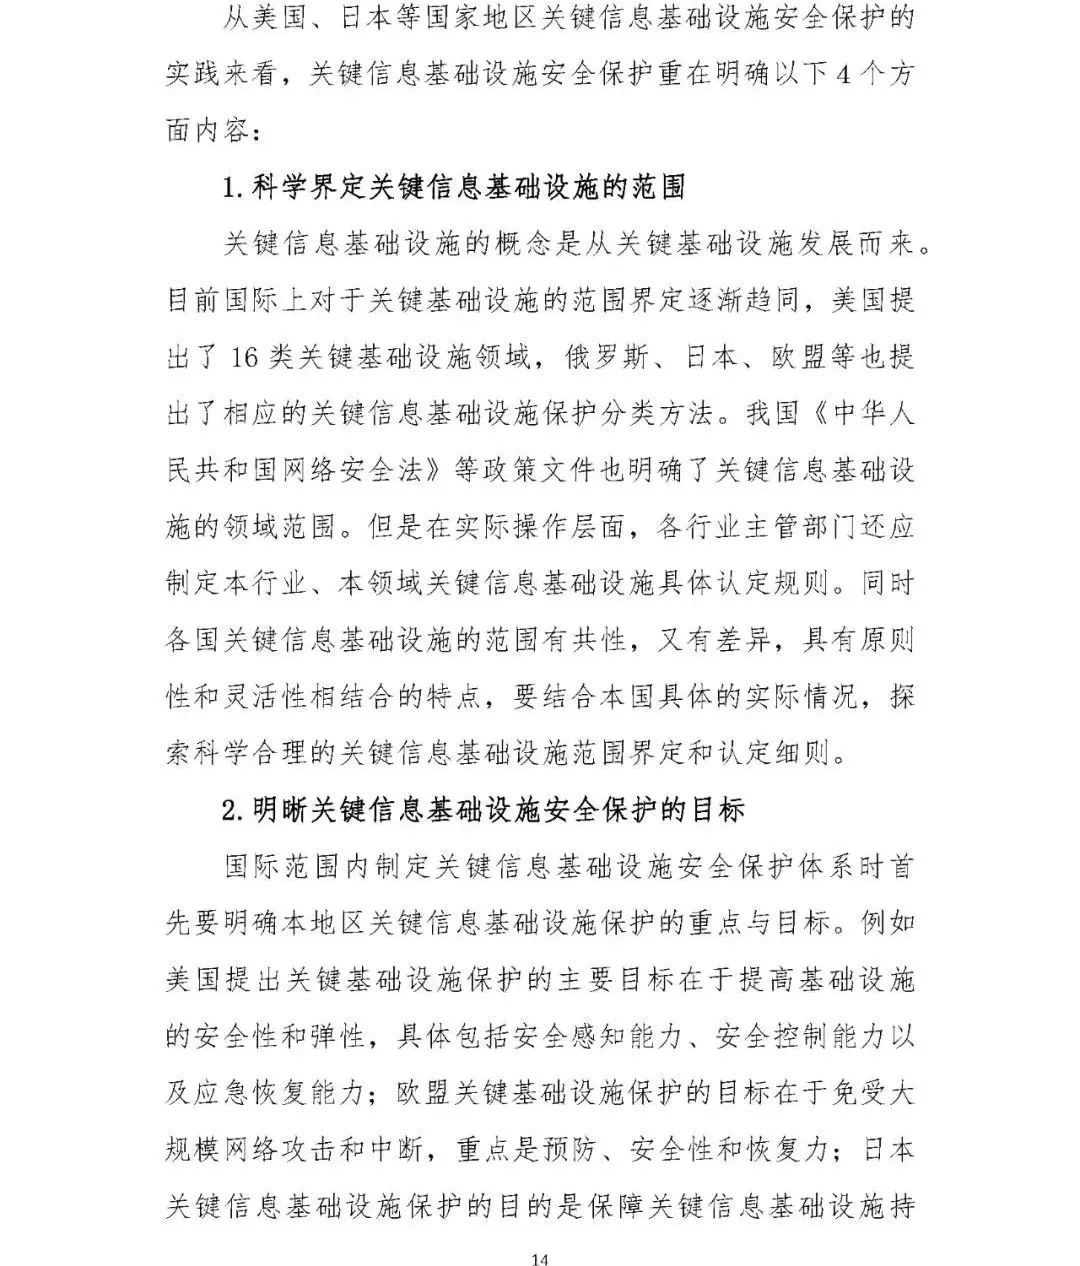 从美国、日本等国家地区关键信息基础设施安全保护的
实践来看，关键信息基础设施安全保护重在明确以下 4 个方
面内容：
1. 科学界定关键信息基础设施的范围
关键信息基础设施的概念是从关键基础设施发展而来。
目前国际上对于关键基础设施的范围界定逐渐趋同，美国提
出了 16 类关键基础设施领域，俄罗斯、日本、欧盟等也提
出了相应的关键信息基础设施保护分类方法。我国《中华人
民共和国网络安全法》等政策文件也明确了关键信息基础设
施的领域范围。但是在实际操作层面，各行业主管部门还应
制定本行业、本领域关键信息基础设施具体认定规则。同时
各国关键信息基础设施的范围有共性，又有差异，具有原则
性和灵活性相结合的特点，要结合本国具体的实际情况，探
索科学合理的关键信息基础设施范围界定和认定细则。
2. 明晰关键信息基础设施安全保护的目标
国际范围内制定关键信息基础设施安全保护体系时首
先要明确本地区关键信息基础设施保护的重点与目标。例如
美国提出关键基础设施保护的主要目标在于提高基础设施
的安全性和弹性，具体包括安全感知能力、安全控制能力以
及应急恢复能力；欧盟关键基础设施保护的目标在于免受大
规模网络攻击和中断，重点是预防、安全性和恢复力；日本
关键信息基础设施保护的目的是保障关键信息基础设施持
14